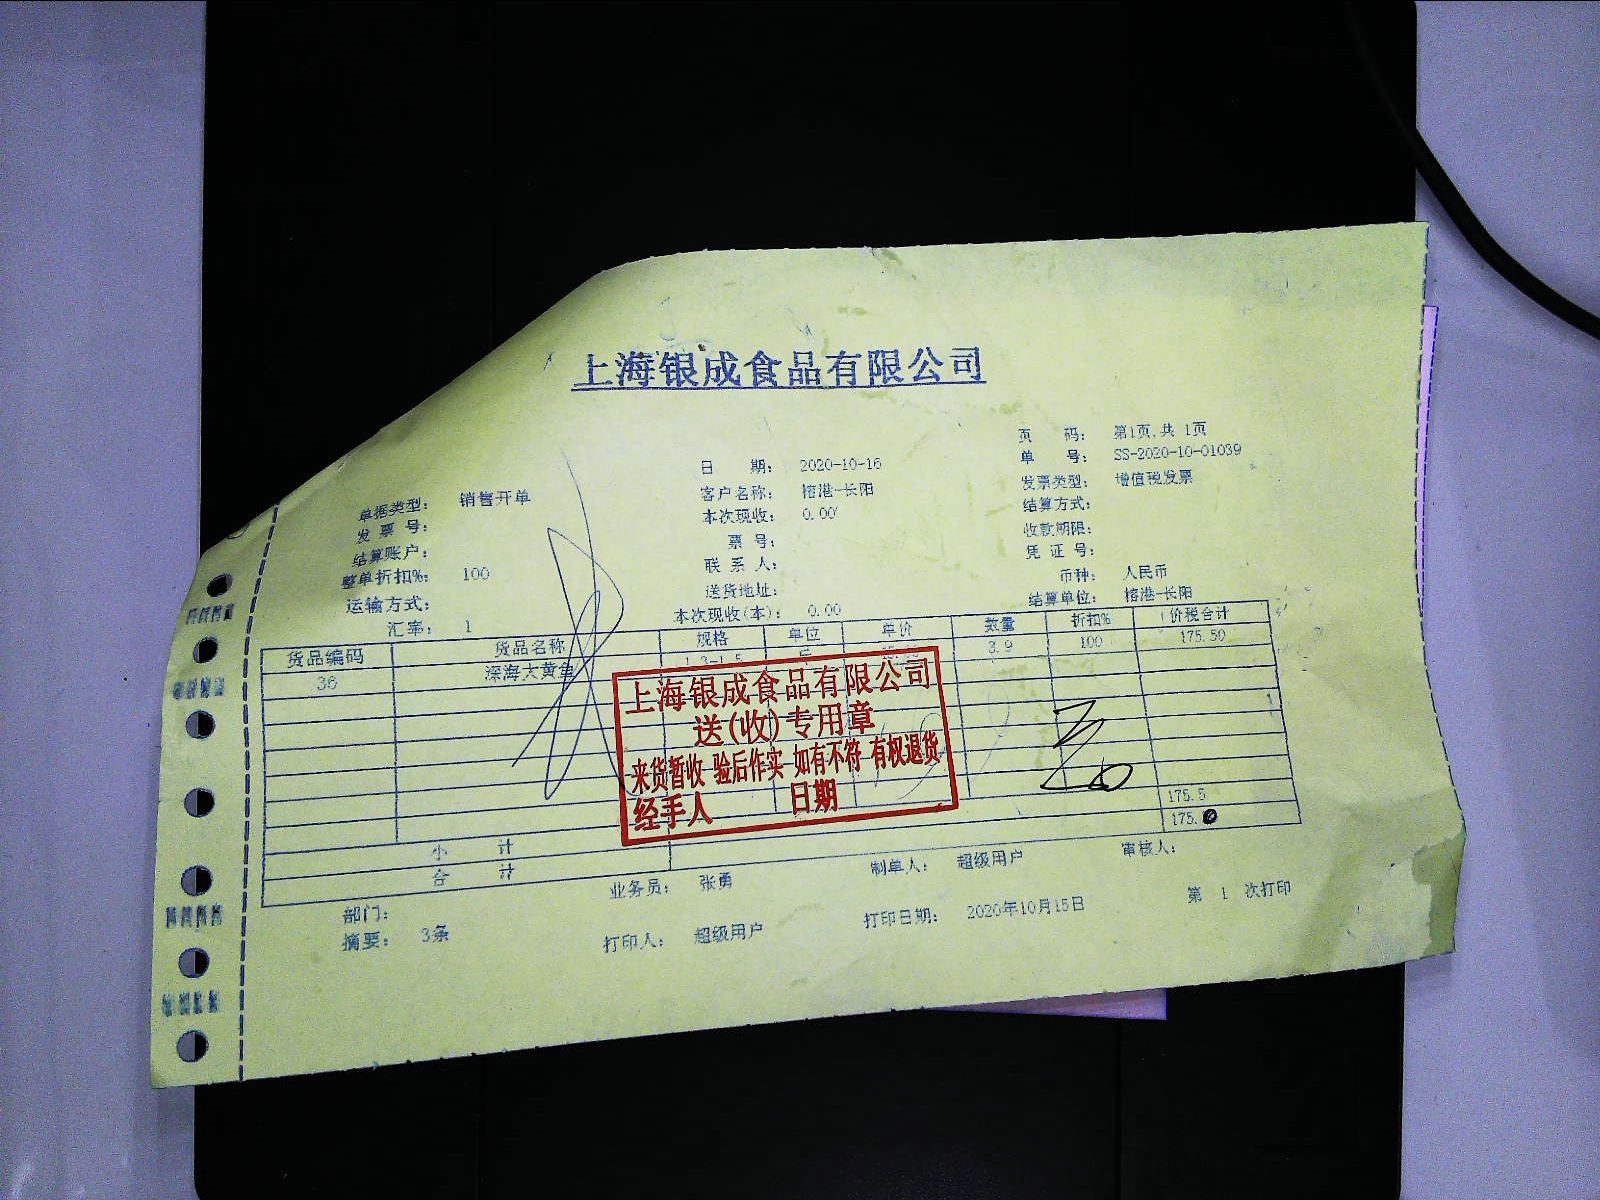 上海银成食品有限公司
页 码: 第1页,共 1页
日 期: 2020-10-16 单 号: SS-2020-10-01039
单据类型: 销售开单 客户名称: 榕港-长阳 发票类型: 增值税发票
发 票 号: 本次现收: 0.00 结算方式:
结算账户: 票 号: 收款期限:
整单折扣%: 100 联 系 人: 凭 证 号:
运输方式: 送货地址: 币种: 人民币
汇率: 1 本次现收(本): 0.00 结算单位: 榕港-长阳
货品编码 货品名称 规格 单位 单价 数量 折扣% 价税合计
36 深海大黄鱼 1.3-1.5 3.9 100 175.50
上海银成食品有限公司
送(收)专用章
来货暂收 验后作实 如有不符 有权退货
经手人 日期
小 计 175.5
合 计 175.
部门: 业务员: 张勇 制单人: 超级用户 审核人:
摘要: 3条 打印人: 超级用户 打印日期: 2020年10月15日 第 1 次打印